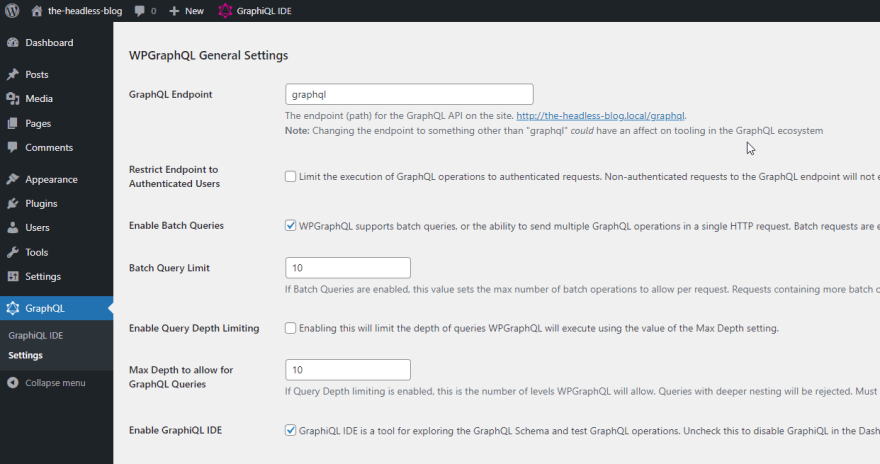 the-headless-blog 0 New GraphiQL IDE
Dashboard
Posts
Media
Pages
Comments
Appearance
Plugins
Users
Tools
Settings
GraphQL
GraphiQL IDE
Settings
Collapse menu
WPGraphQL General Settings
GraphQL Endpoint
graphql
The endpoint (path) for the GraphQL API on the site. http://the-headless-blog.local/graphql.
Note: Changing the endpoint to something other than "graphql" could have an affect on tooling in the GraphQL ecosystem
Restrict Endpoint to
Authenticated Users
Limit the execution of GraphQL operations to authenticated requests. Non-authenticated requests to the GraphQL endpoint will not e
Enable Batch Queries
WPGraphQL supports batch queries, or the ability to send multiple GraphQL operations in a single HTTP request. Batch requests are e
Batch Query Limit
10
If Batch Queries are enabled, this value sets the max number of batch operations to allow per request. Requests containing more batch o
Enable Query Depth Limiting
Enabling this will limit the depth of queries WPGraphQL will execute using the value of the Max Depth setting.
Max Depth to allow for
GraphQL Queries
10
If Query Depth limiting is enabled, this is the number of levels WPGraphQL will allow. Queries with deeper nesting will be rejected. Must
Enable GraphiQL IDE
GraphiQL IDE is a tool for exploring the GraphQL Schema and test GraphQL operations. Uncheck this to disable GraphiQL in the Dash